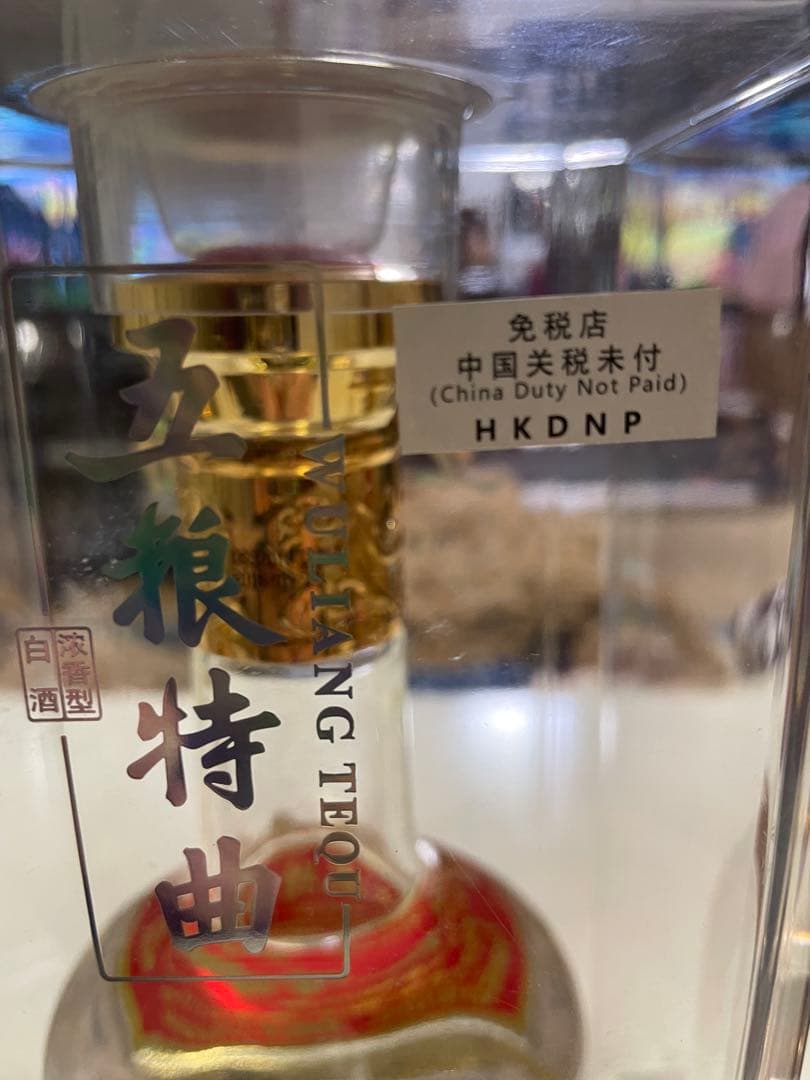 五粮特曲
WULIANG TEQU
浓香型
白酒
免税店
中国关税未付
(China Duty Not Paid)
HKDNP